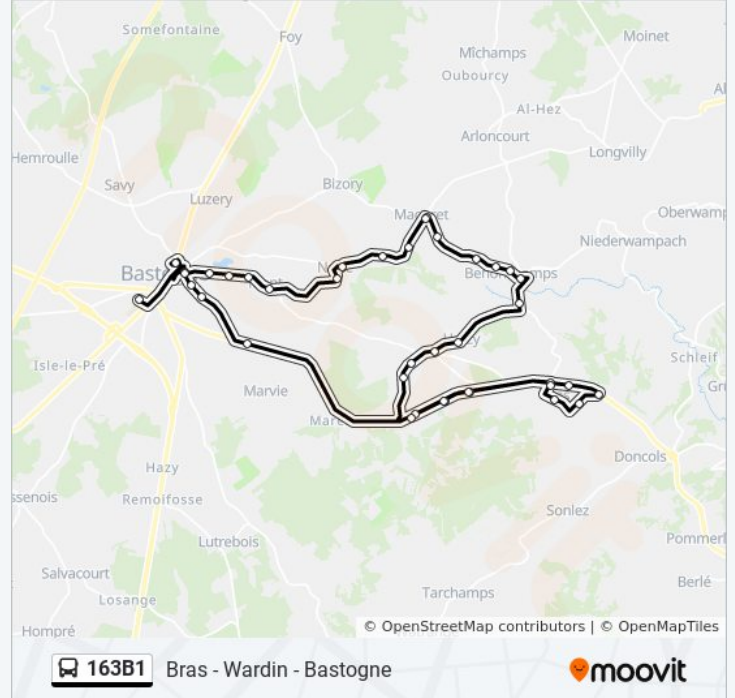 Somefontaine
Foy
Moinet
Michamps
Oubourcy
Al-Hez
Arloncourt
Longvilly
Hemroulle
Savy
Bizory
Luzery
Oberwamp
Niederwampach
Isle-le-Pré
Marvie
Schleif
Hazy
Remoifosse
Doncols
Sonlez
Lutrebois
Pommerl
Salvacourt
Losange
Tarchamps
Berlé
Hompré
© OpenStreetMap contributors | © OpenMapTiles
163B1 Bras - Wardin - Bastogne
moovit